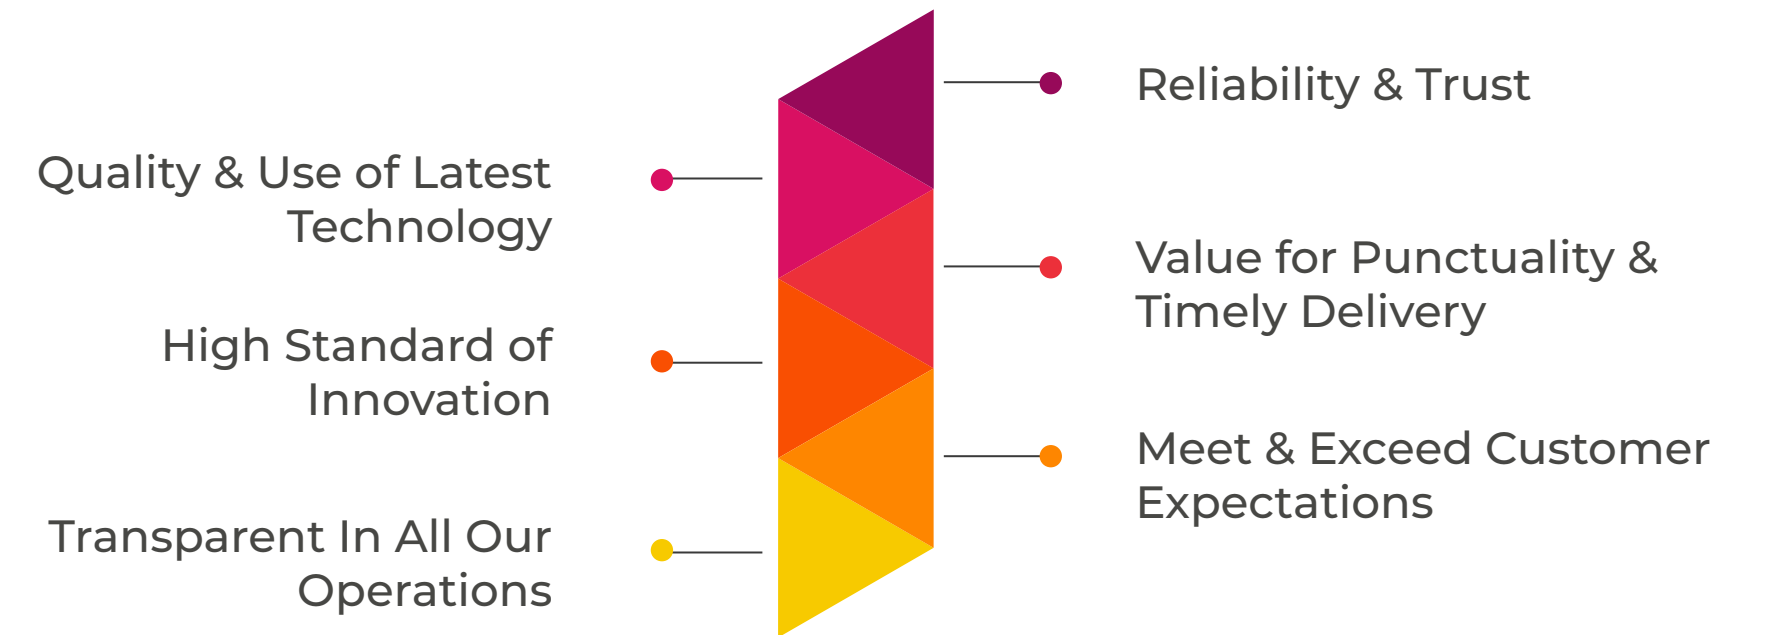 Reliability & Trust
Quality & Use of Latest
Technology
Value for Punctuality &
Timely Delivery
High Standard of
Innovation
Meet & Exceed Customer
Expectations
Transparent In All Our
Operations